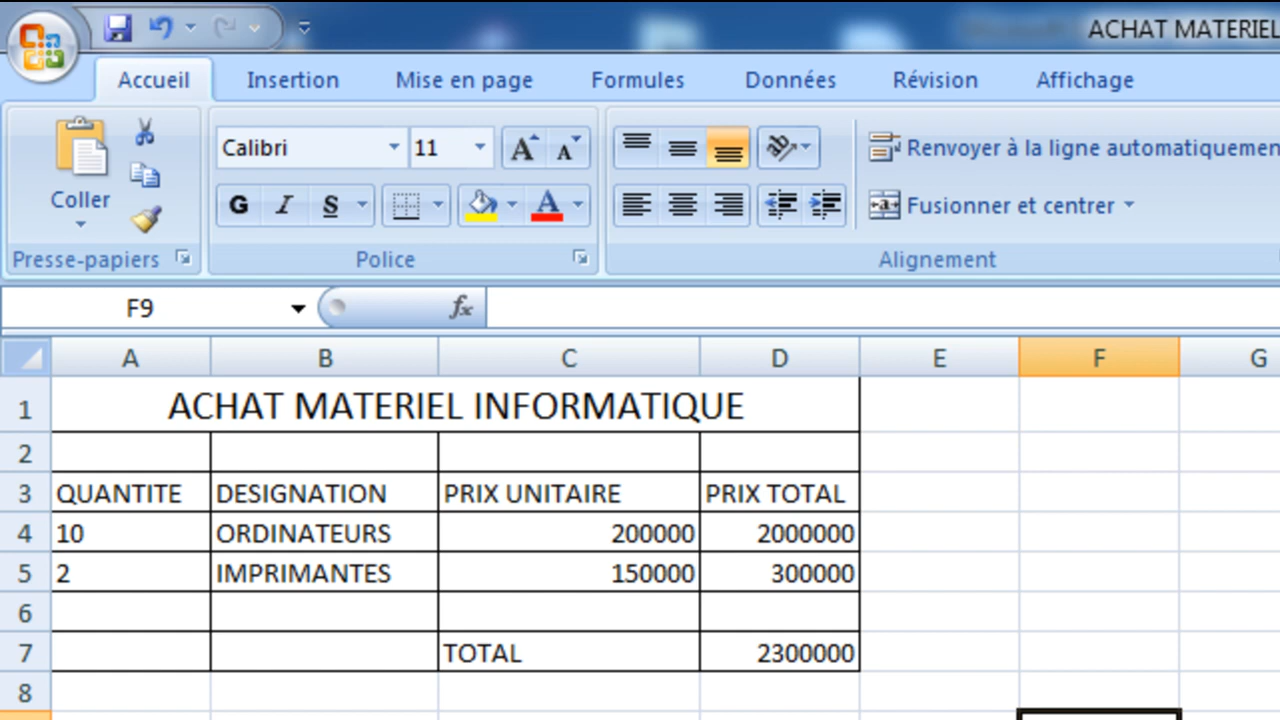 ACHAT MATERIEL
Accueil Insertion Mise en page Formules Données Révision Affichage
Calibri 11
Renvoyer à la ligne automatiquemen
Coller
G I S
Fusionner et centrer
Presse-papiers Police Alignement
F9 fx
A B C D E F G
1 ACHAT MATERIEL INFORMATIQUE
2
3 QUANTITE DESIGNATION PRIX UNITAIRE PRIX TOTAL
4 10 ORDINATEURS 200000 2000000
5 2 IMPRIMANTES 150000 300000
6
7 TOTAL 2300000
8